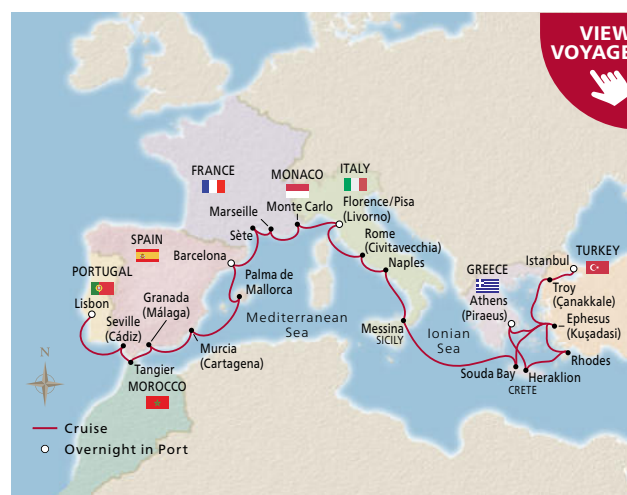 VIEW
VOYAGE
FRANCE
MONACO
ITALY
Florence/Pisa
(Livorno)
Marseille
Monte Carlo
Sète
Rome
(Civitavecchia)
Naples
SPAIN
Barcelona
PORTUGAL
Lisbon
Palma de
Mallorca
Granada
(Málaga)
Seville
(Cádiz)
Mediterranean
Sea
Murcia
(Cartagena)
Tangier
MOROCCO
Messina
SICILY
Ionian
Sea
GREECE
Athens
(Piraeus)
Istanbul
TURKEY
Troy
(Çanakkale)
Ephesus
(Kuşadasi)
Rhodes
Souda Bay
Heraklion
CRETE
N
Cruise
Overnight in Port